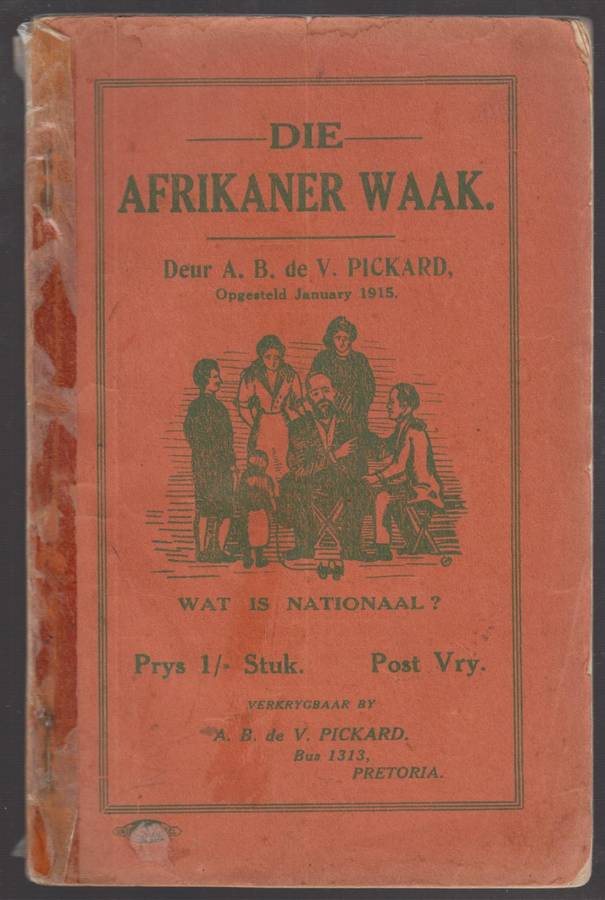 DIE
AFRIKANER WAAK.
Deur A. B. de V. PICKARD,
Opgesteld January 1915.
WAT IS NATIONAAL?
Prys 1/- Stuk. Post Vry.
VERKRYGBAAR BY
A. B. de V. PICKARD.
Bus 1313,
PRETORIA.